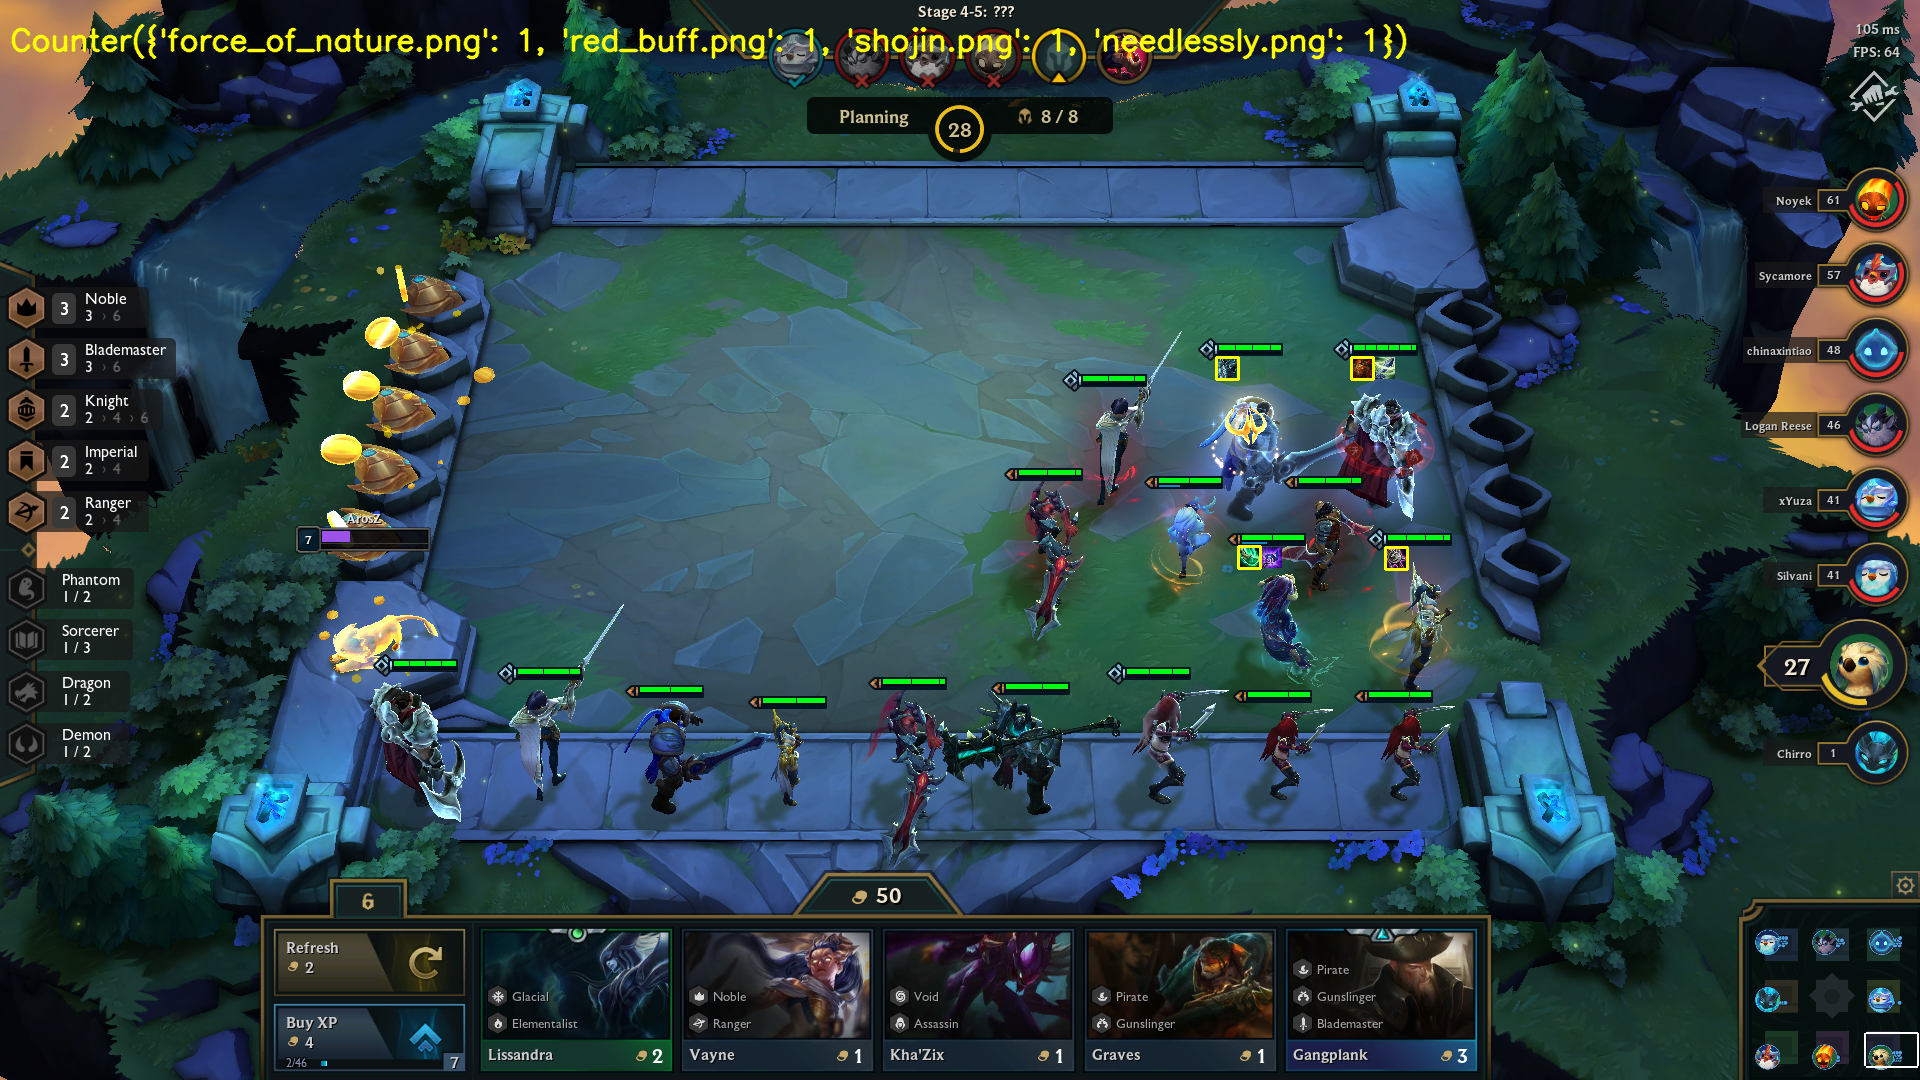 Stage 4-5: ???
Counter({'force_of_nature.png': 1, 'red_buff.png': 1, 'shojin.png': 1, 'needlessly.png': 1})
105 ms
FPS: 64
Planning
28
8 / 8
Noyek 61
Sycamore 57
chinaxintiao 48
Logan Reese 46
xYuza 41
Silvani 41
27
Chirro 1
3 Noble
3 › 6
3 Blademaster
3 › 6
2 Knight
2 › 4 › 6
2 Imperial
2 › 4
2 Ranger
2 › 4
Phantom
1 / 2
Sorcerer
1 / 3
Dragon
1 / 2
Demon
1 / 2
ArosZ
7
6
50
Refresh
2
Buy XP
4
2/46
7
Glacial
Elementalist
Lissandra 2
Noble
Ranger
Vayne 1
Void
Assassin
Kha'Zix 1
Pirate
Gunslinger
Graves 1
Pirate
Gunslinger
Blademaster
Gangplank 3